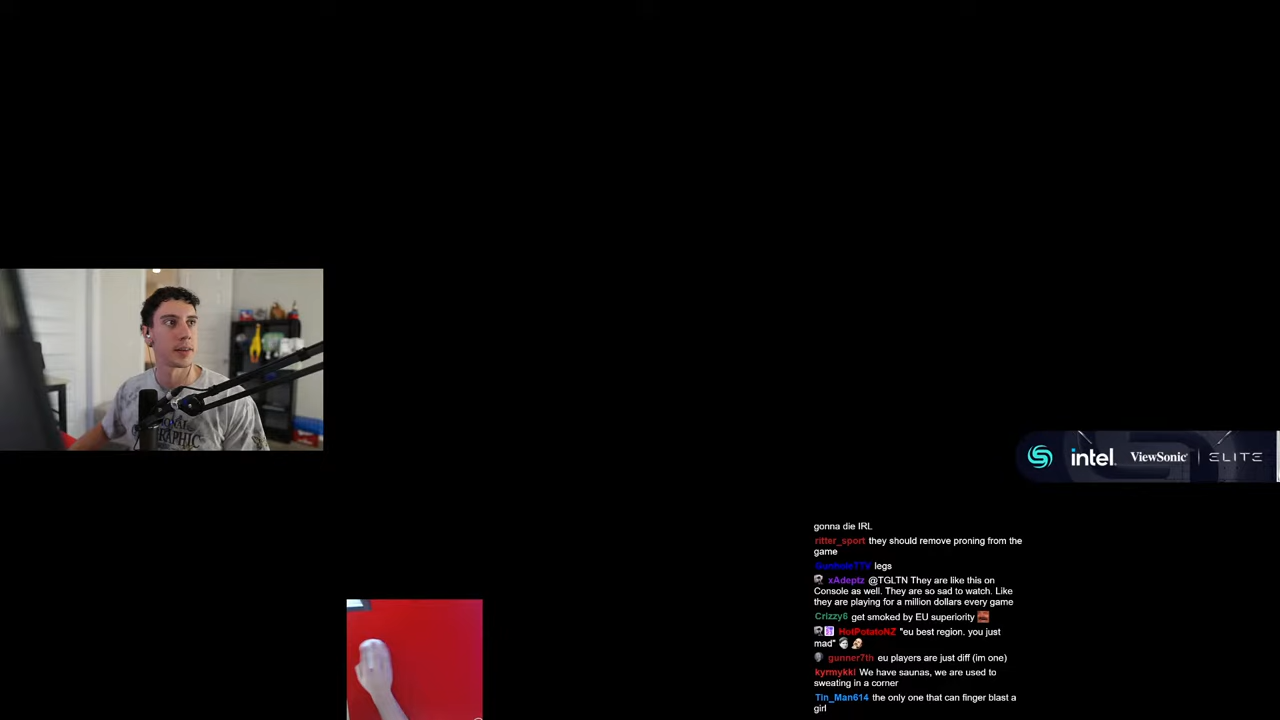 intel.
ViewSonic
ELITE
gonna die IRL
ritter_sport they should remove proning from the
game
legs
xAdeptz @TGLTN They are like this on
Console as well. They are so sad to watch. Like
they are playing for a million dollars every game
Crizzy6 get smoked by EU superiority
HotPotatoNZ "eu best region. you just
mad"
gunner7th eu players are just diff (im one)
kyrmykki We have saunas, we are used to
sweating in a corner
Tin_Man614 the only one that can finger blast a
girl